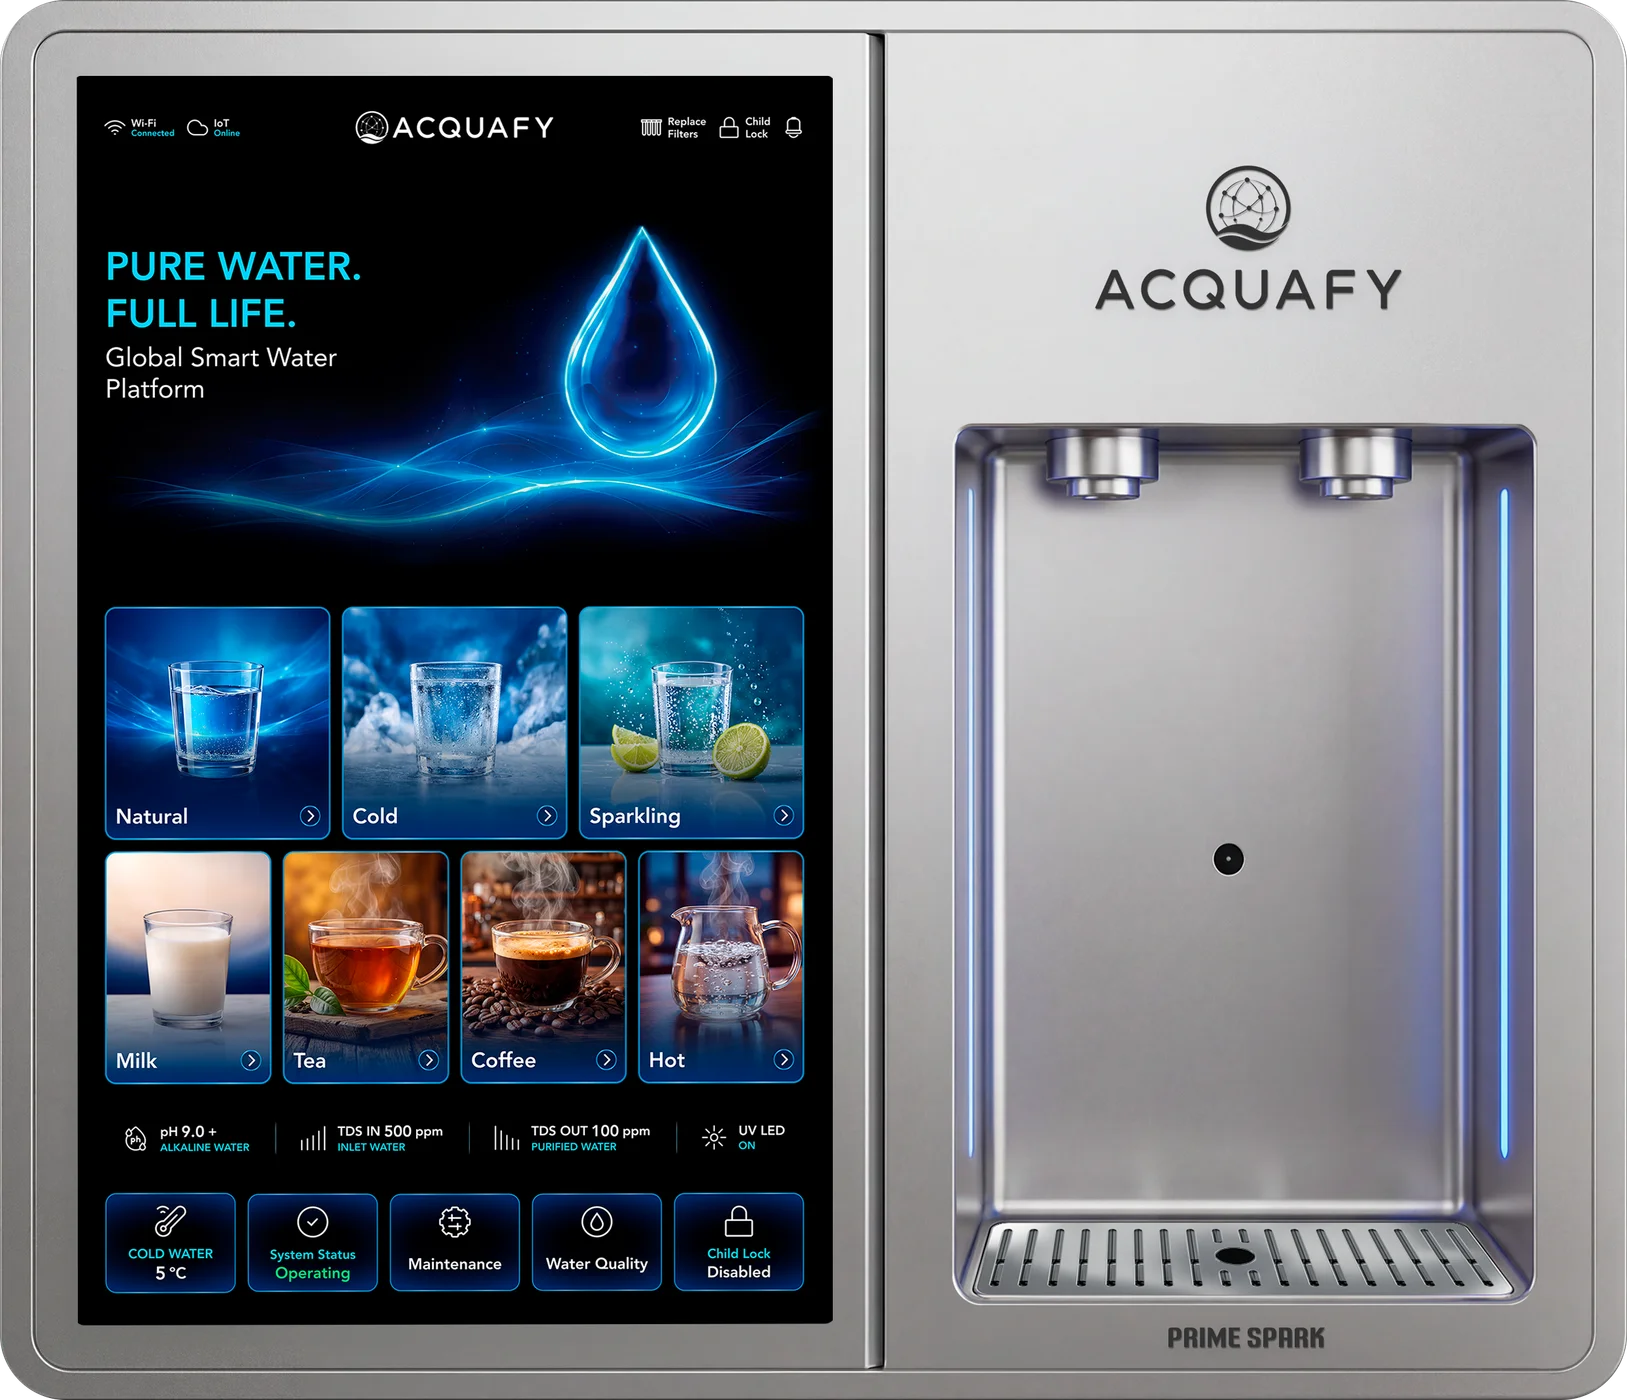 Wi-Fi
Connected
IoT
Online
ACQUAFY
Replace
Filters
Child
Lock
PURE WATER.
FULL LIFE.
Global Smart Water
Platform
Natural
Cold
Sparkling
Milk
Tea
Coffee
Hot
ph
pH 9.0 +
ALKALINE WATER
TDS IN 500 ppm
INLET WATER
TDS OUT 100 ppm
PURIFIED WATER
UV LED
ON
COLD WATER
5 °C
System Status
Operating
Maintenance
Water Quality
Child Lock
Disabled
ACQUAFY
PRIME SPARK